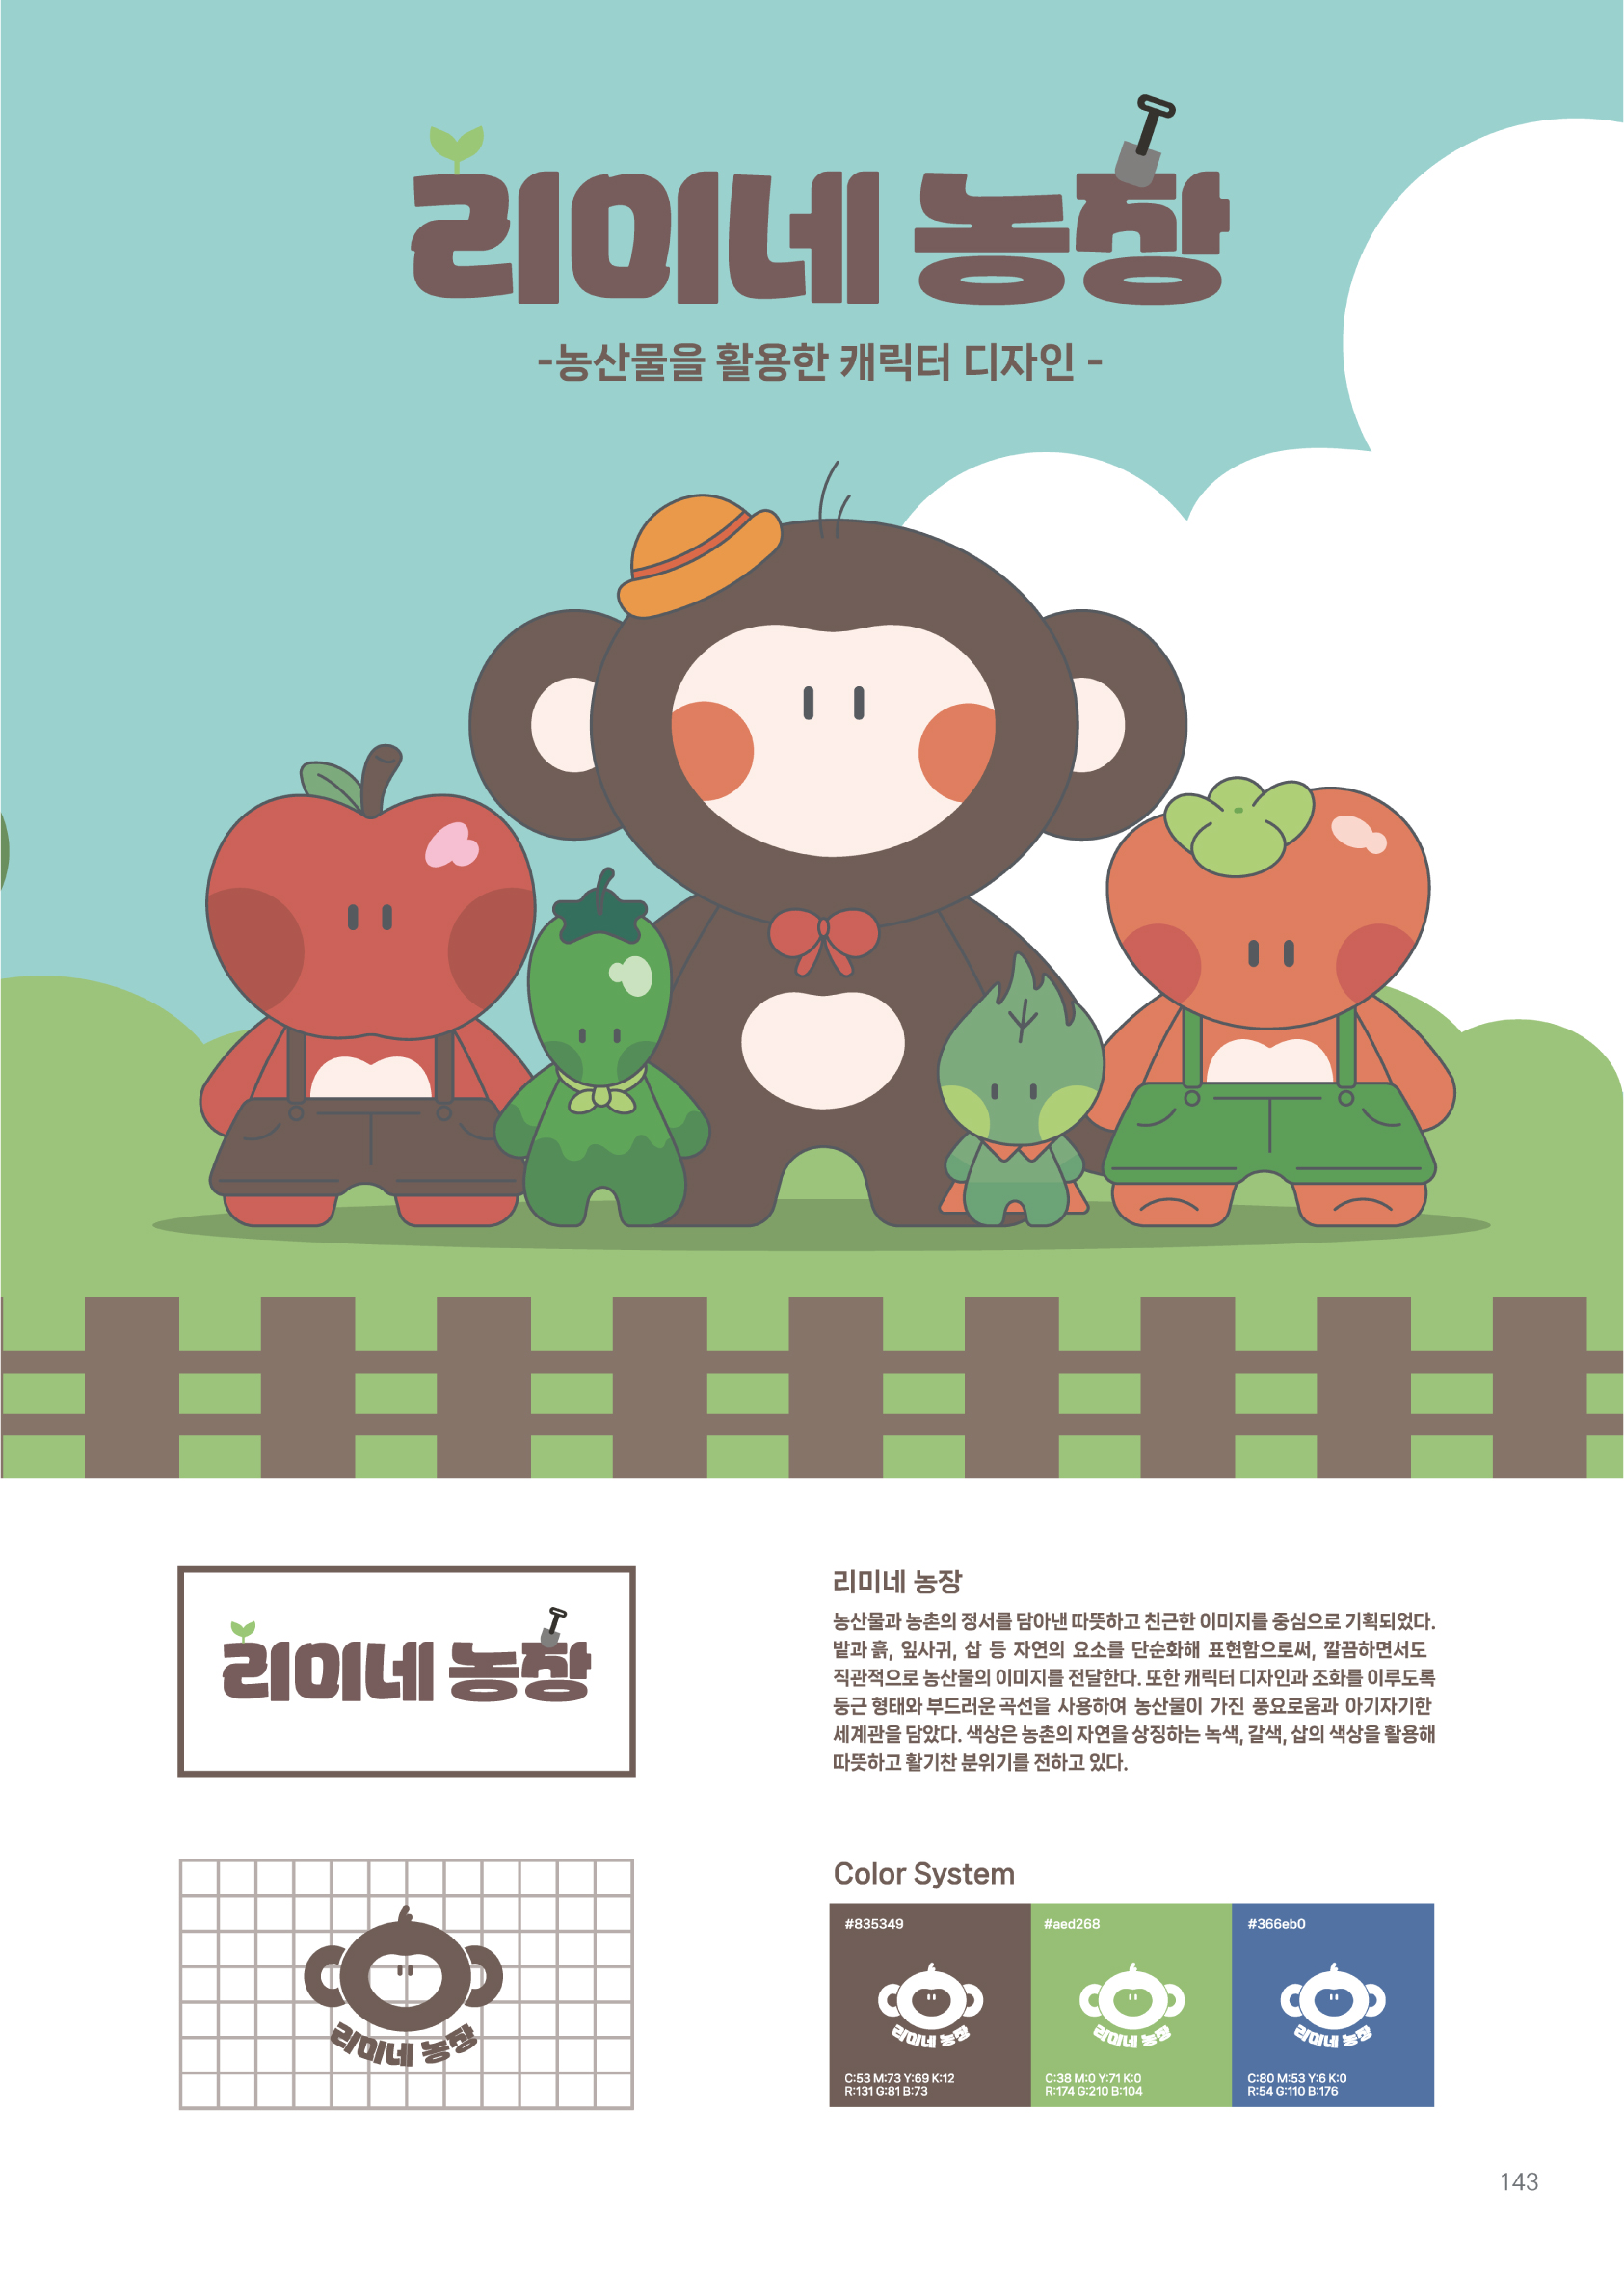 리미네 농장
-농산물을 활용한 캐릭터 디자인 -
리미네 농장
리미네 농장
농산물과 농촌의 정서를 담아낸 따뜻하고 친근한 이미지를 중심으로 기획되었다.
밭과 흙, 잎사귀, 삽 등 자연의 요소를 단순화해 표현함으로써, 깔끔하면서도
직관적으로 농산물의 이미지를 전달한다. 또한 캐릭터 디자인과 조화를 이루도록
둥근 형태와 부드러운 곡선을 사용하여 농산물이 가진 풍요로움과 아기자기한
세계관을 담았다. 색상은 농촌의 자연을 상징하는 녹색, 갈색, 삽의 색상을 활용해
따뜻하고 활기찬 분위기를 전하고 있다.
리미네 농장
Color System
#835349
리미네 농장
C:53 M:73 Y:69 K:12
R:131 G:81 B:73
#aed268
리미네 농장
C:38 M:0 Y:71 K:0
R:174 G:210 B:104
#366eb0
리미네 농장
C:80 M:53 Y:6 K:0
R:54 G:110 B:176
143